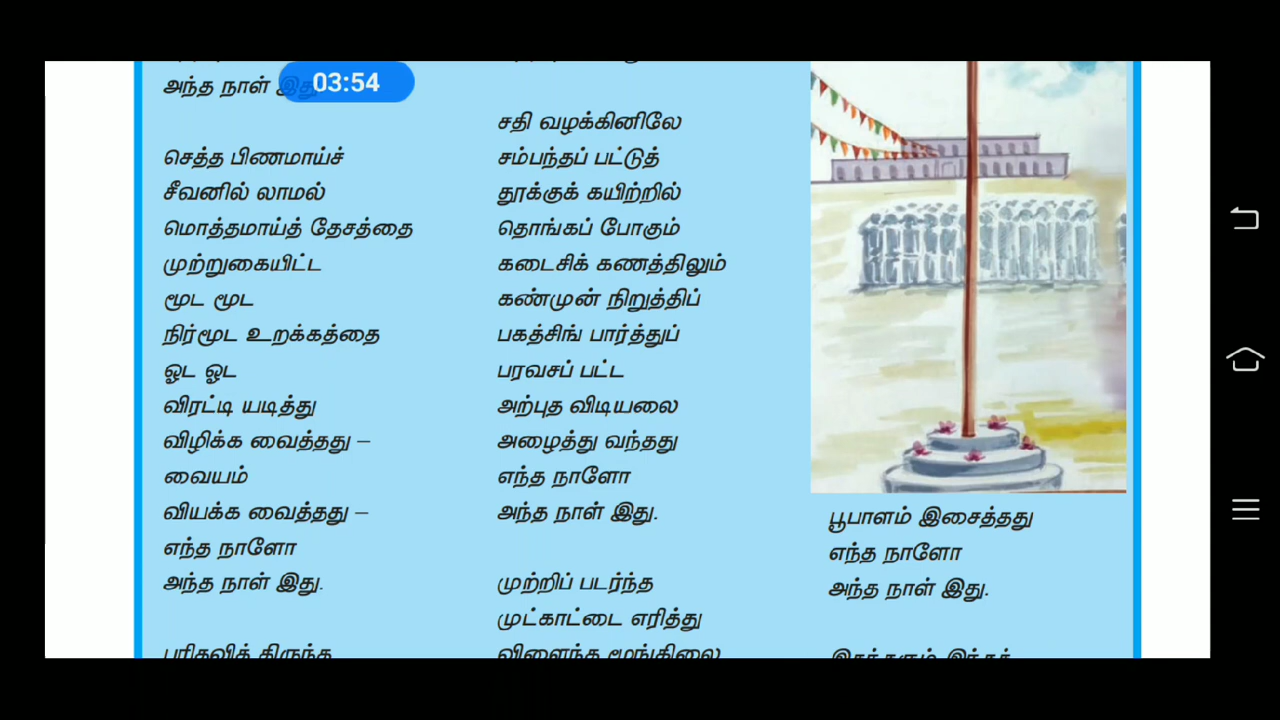 03:54
அந்த நாள் இது.
செத்த பிணமாய்ச்
சீவனில் லாமல்
மொத்தமாய்த் தேசத்தை
முற்றுகையிட்ட
மூட மூட
நிர்மூட உறக்கத்தை
ஓட ஓட
விரட்டி யடித்து
விழிக்க வைத்தது –
வையம்
வியக்க வைத்தது –
எந்த நாளோ
அந்த நாள் இது.
சதி வழக்கினிலே
சம்பந்தப் பட்டுத்
தூக்குக் கயிற்றில்
தொங்கப் போகும்
கடைசிக் கணத்திலும்
கண்முன் நிறுத்திப்
பகத்சிங் பார்த்துப்
பரவசப் பட்ட
அற்புத விடியலை
அழைத்து வந்தது
எந்த நாளோ
அந்த நாள் இது.
முற்றிப் படர்ந்த
முட்காட்டை எரித்து
விளைந்த மூங்கிலை
பூபாளம் இசைத்தது
எந்த நாளோ
அந்த நாள் இது.